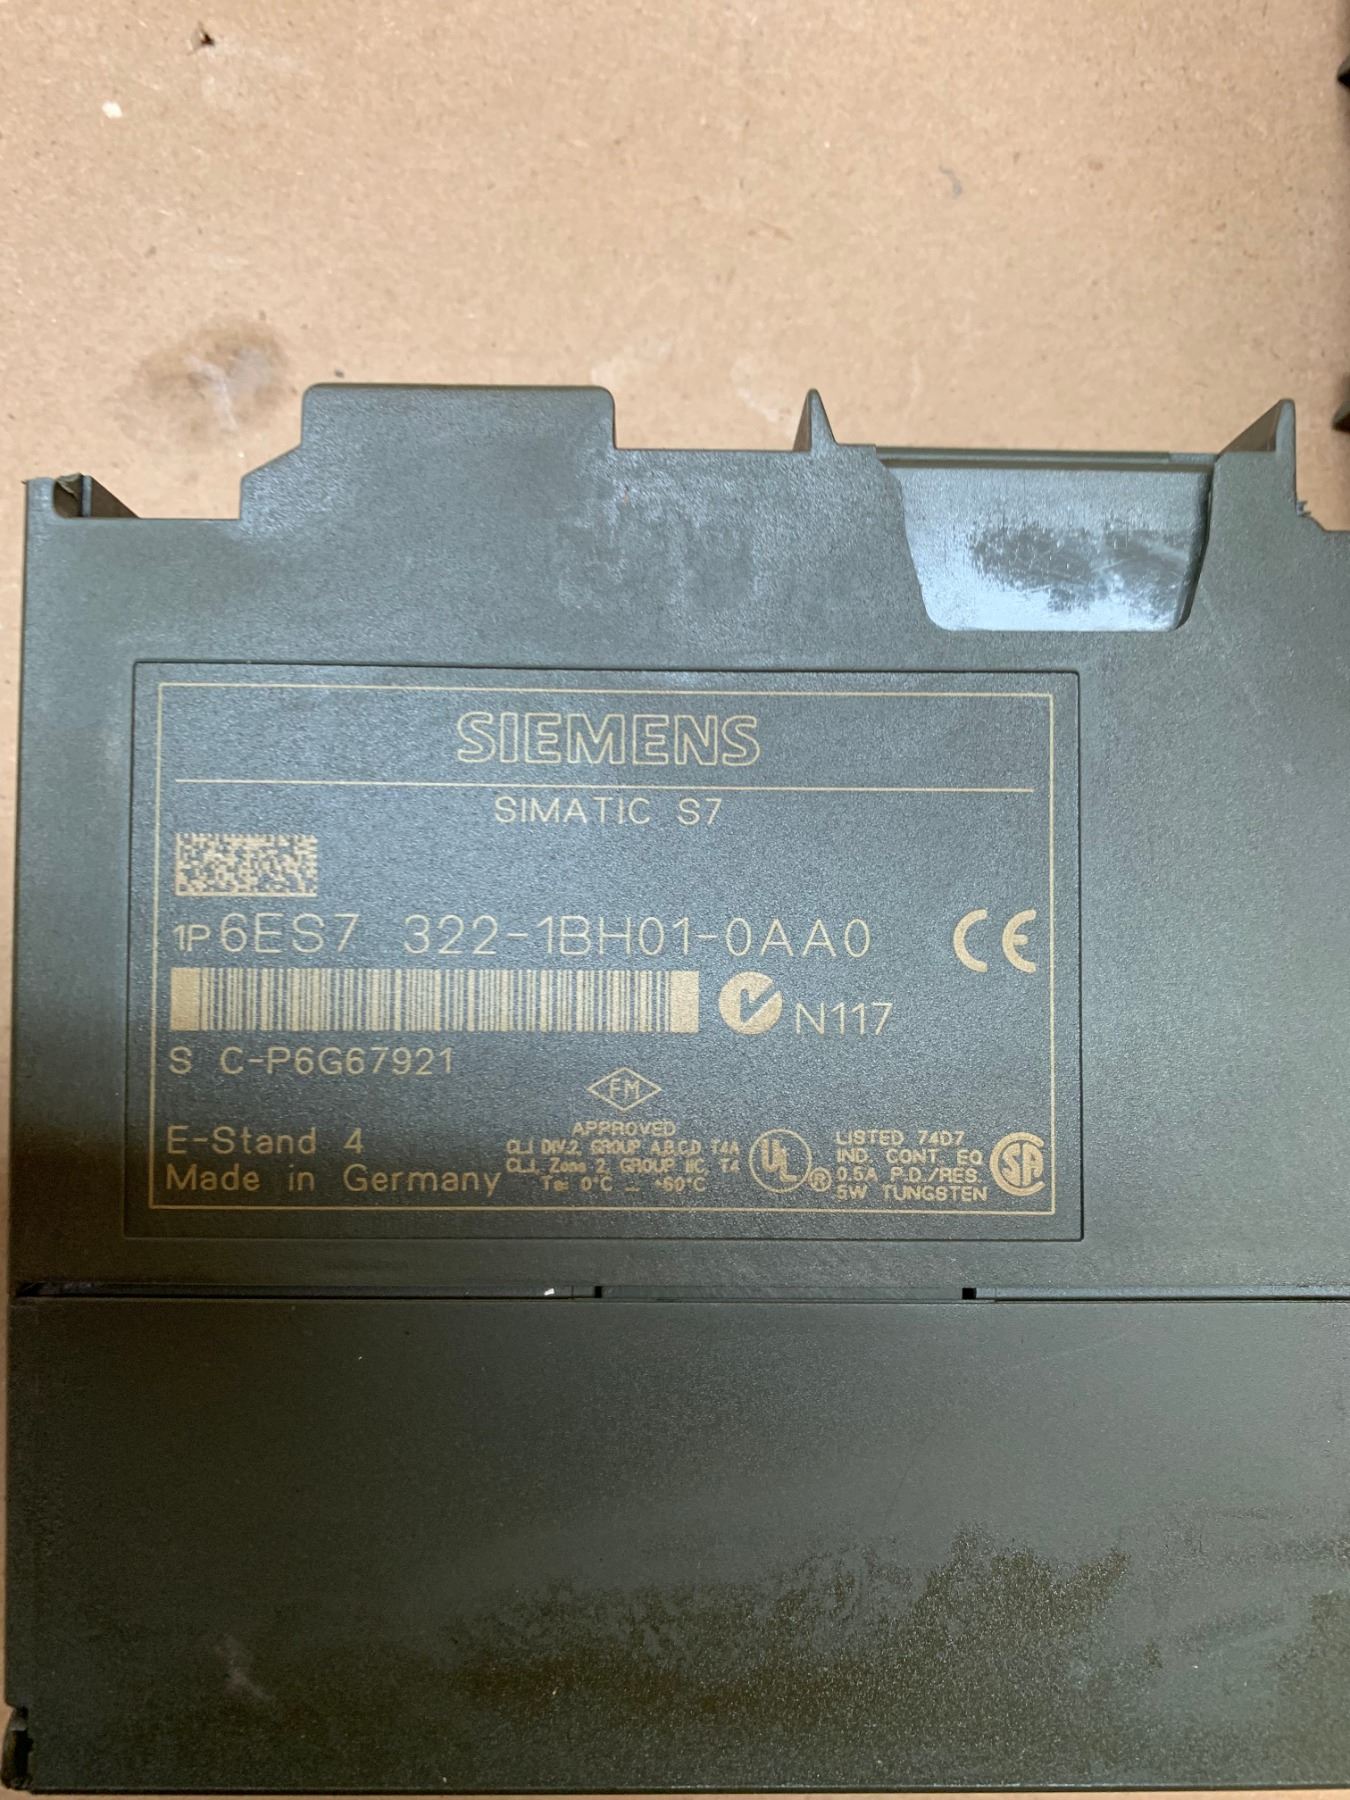 SIEMENS
SIMATIC S7
1P 6ES7 322-1BH01-0AA0
CE
N117
S C-P6G67921
FM
APPROVED
CL.I, DIV.2, GROUP A,B,C,D, T4A
CL.I, Zone 2, GROUP IIC, T4
Ta: 0°C - +60°C
E-Stand 4
Made in Germany
UL ®
LISTED 74D7
IND. CONT. EQ
0.5A P.D./RES.
5W TUNGSTEN
SA